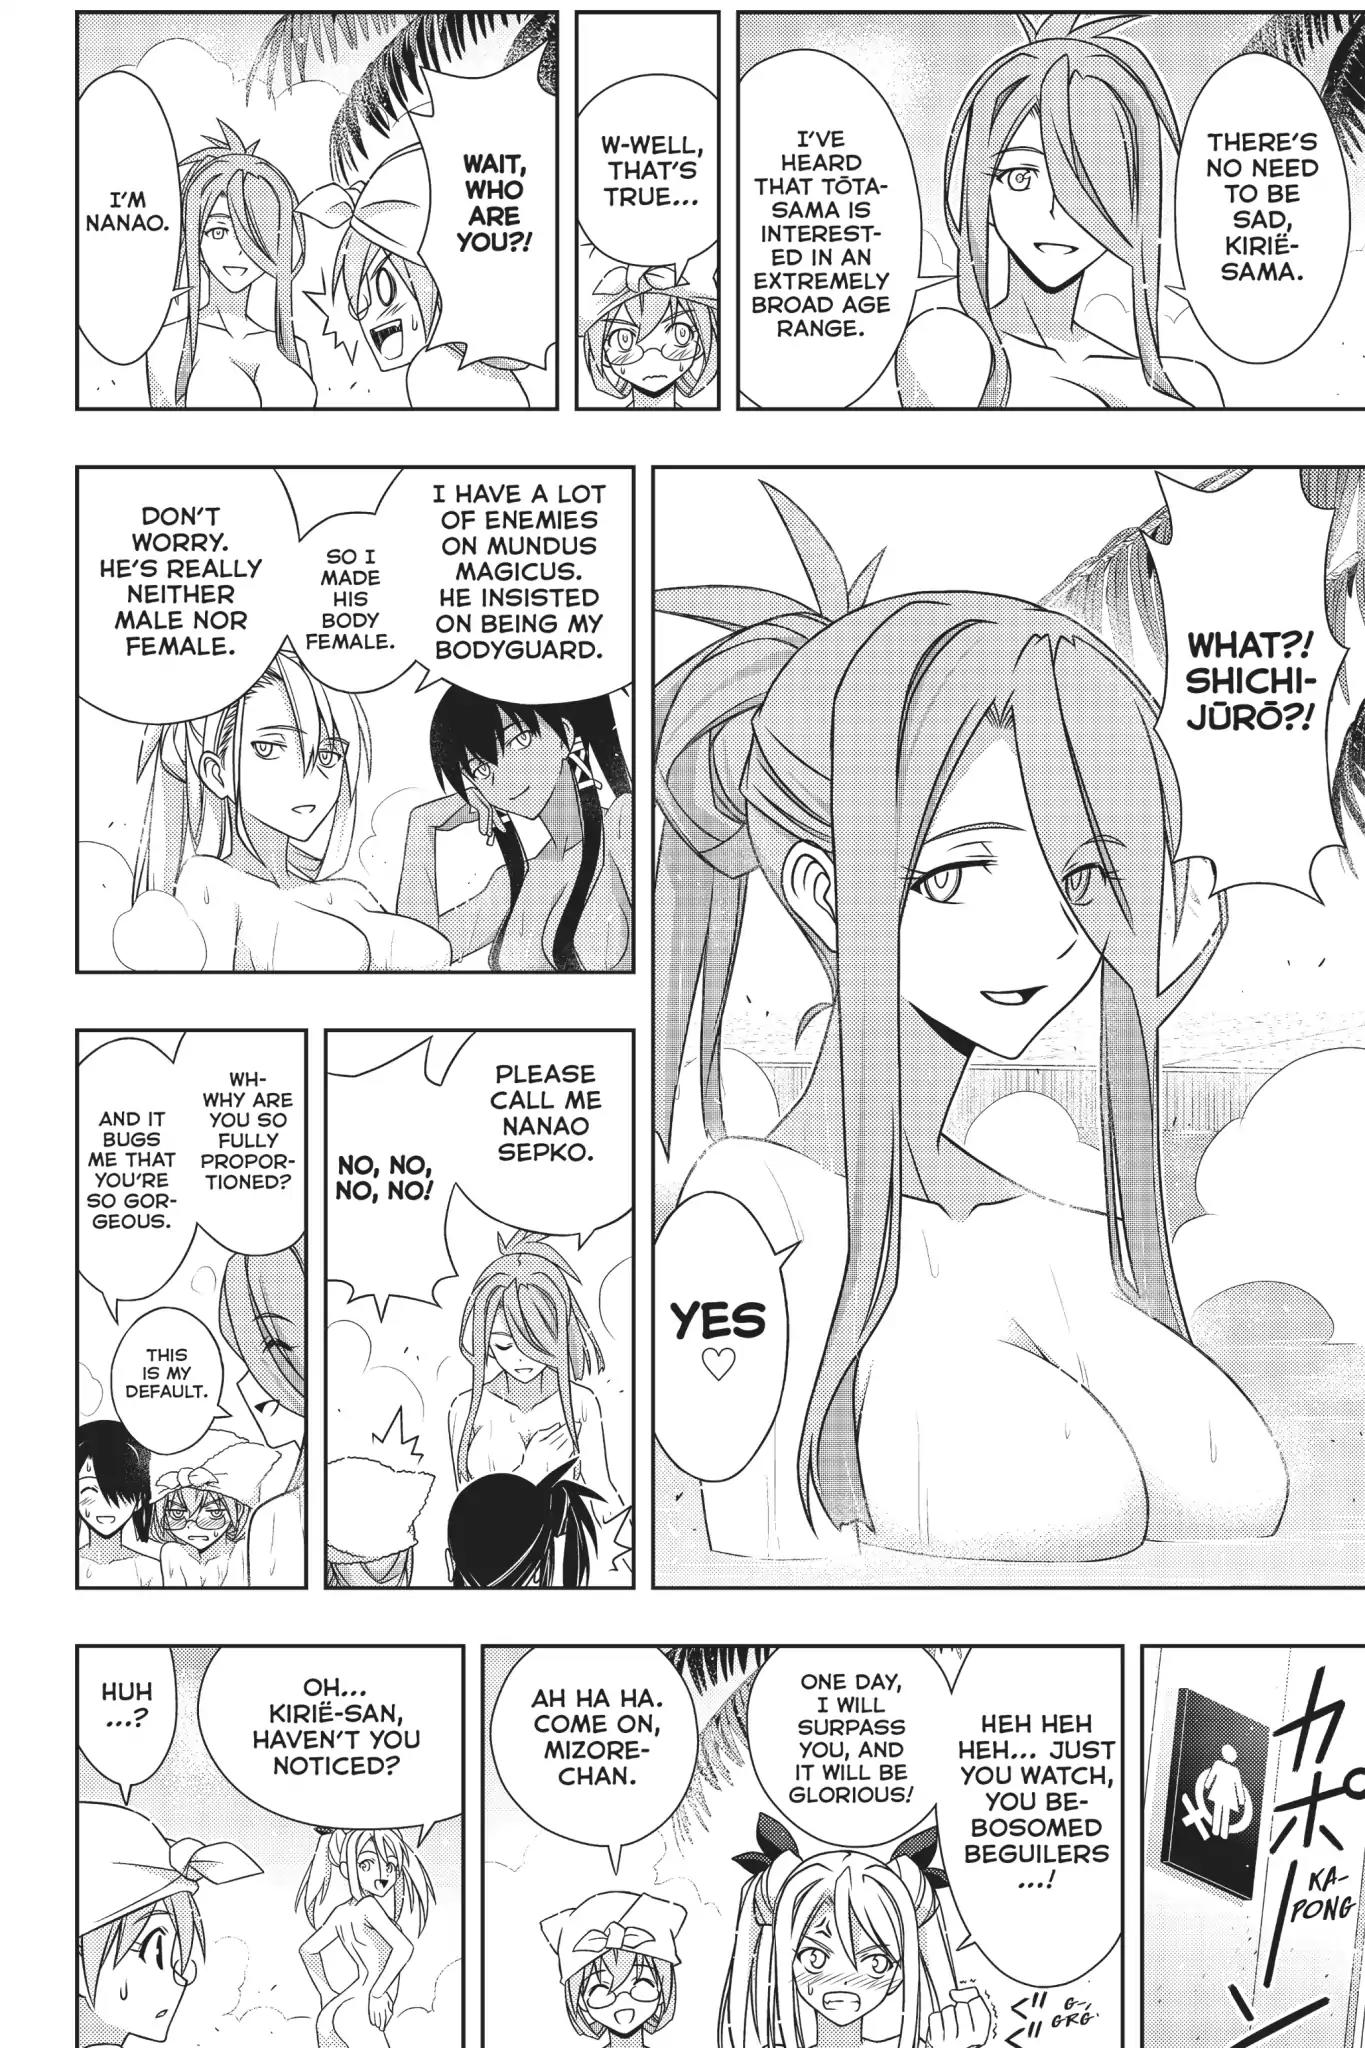 THERE'S
NO NEED
TO BE
SAD,
KIRIË-
SAMA.
I'VE
HEARD
THAT TŌTA-
SAMA IS
INTEREST-
ED IN AN
EXTREMELY
BROAD AGE
RANGE.
W-WELL,
THAT'S
TRUE...
WAIT,
WHO
ARE
YOU?!
I'M
NANAO.
WHAT?!
SHICHI-
JŪRŌ?!
YES
♡
I HAVE A LOT
OF ENEMIES
ON MUNDUS
MAGICUS.
HE INSISTED
ON BEING MY
BODYGUARD.
SO I
MADE
HIS
BODY
FEMALE.
DON'T
WORRY.
HE'S REALLY
NEITHER
MALE NOR
FEMALE.
PLEASE
CALL ME
NANAO
SEPKO.
NO, NO,
NO, NO!
WH-
WHY ARE
YOU SO
FULLY
PROPOR-
TIONED?
AND IT
BUGS
ME THAT
YOU'RE
SO GOR-
GEOUS.
THIS
IS MY
DEFAULT.
カポーン
KA-
PONG
HEH HEH
HEH... JUST
YOU WATCH,
YOU BE-
BOSOMED
BEGUILERS
...!
ONE DAY,
I WILL
SURPASS
YOU, AND
IT WILL BE
GLORIOUS!
G-
GRG
AH HA HA.
COME ON,
MIZORE-
CHAN.
OH...
KIRIË-SAN,
HAVEN'T YOU
NOTICED?
HUH
...?